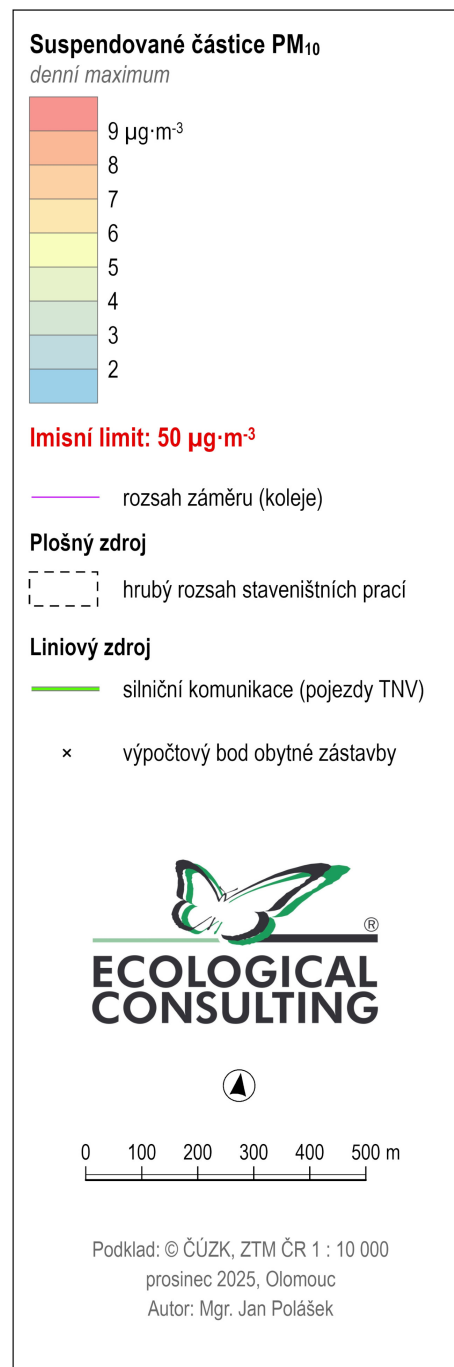 Suspendované částice PM₁₀
denní maximum
9 µg·m⁻³
8
7
6
5
4
3
2
Imisní limit: 50 µg·m⁻³
rozsah záměru (koleje)
Plošný zdroj
hrubý rozsah staveništních prací
Liniový zdroj
silniční komunikace (pojezdy TNV)
výpočtový bod obytné zástavby
®
ECOLOGICAL
CONSULTING
0 100 200 300 400 500 m
Podklad: © ČÚZK, ZTM ČR 1 : 10 000
prosinec 2025, Olomouc
Autor: Mgr. Jan Polášek